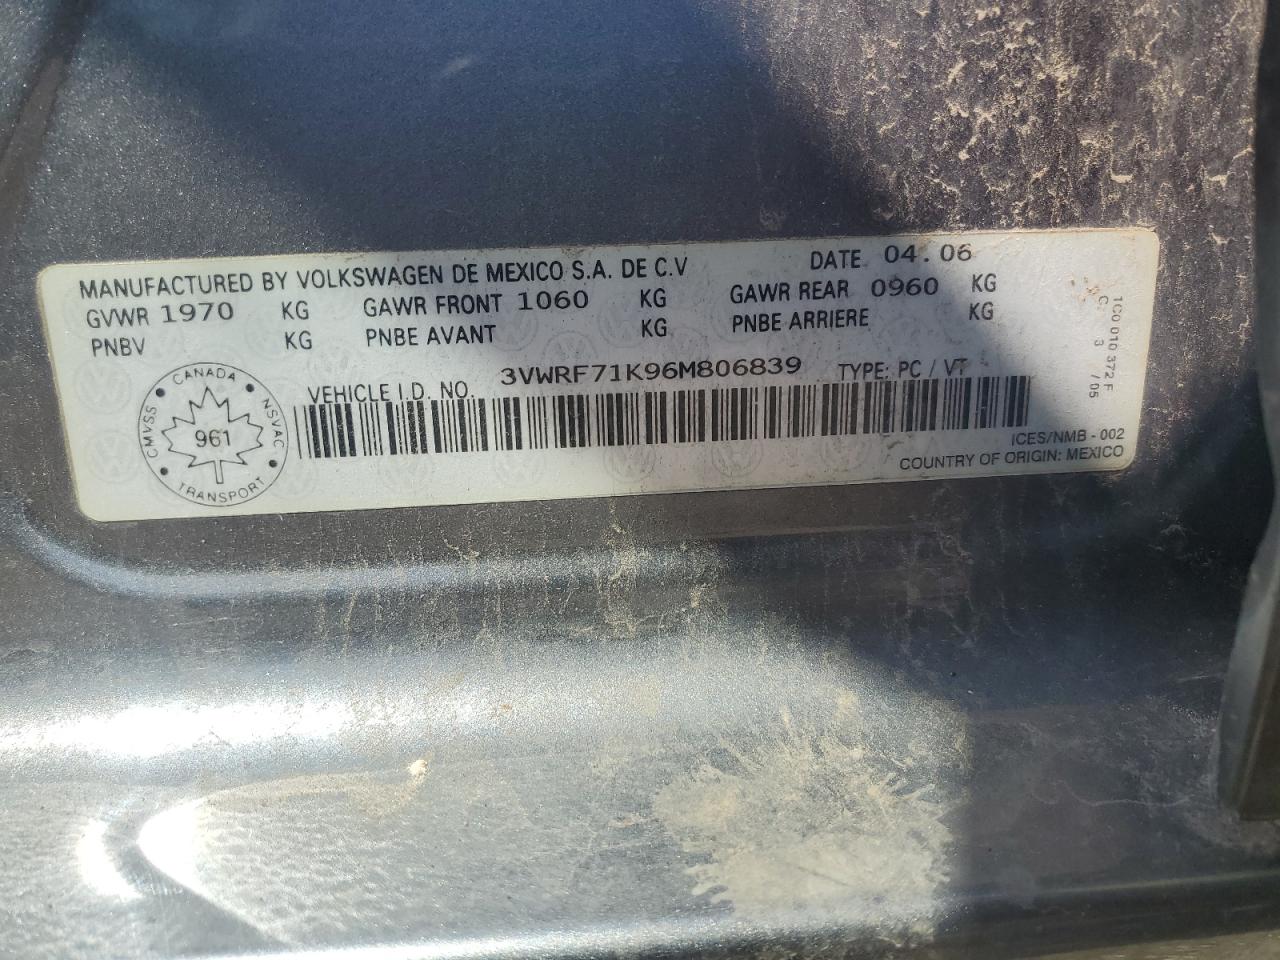 MANUFACTURED BY VOLKSWAGEN DE MEXICO S.A. DE C.V DATE 04.06
GVWR 1970 KG GAWR FRONT 1060 KG GAWR REAR 0960 KG
PNBV KG PNBE AVANT KG PNBE ARRIERE KG
VEHICLE I.D. NO. 3VWRF71K96M806839 TYPE: PC / VT
CANADA
CMVSS 961 NSVAC
TRANSPORT
ICES/NMB - 002
COUNTRY OF ORIGIN: MEXICO
1C0 010 372 F
C 3 /05